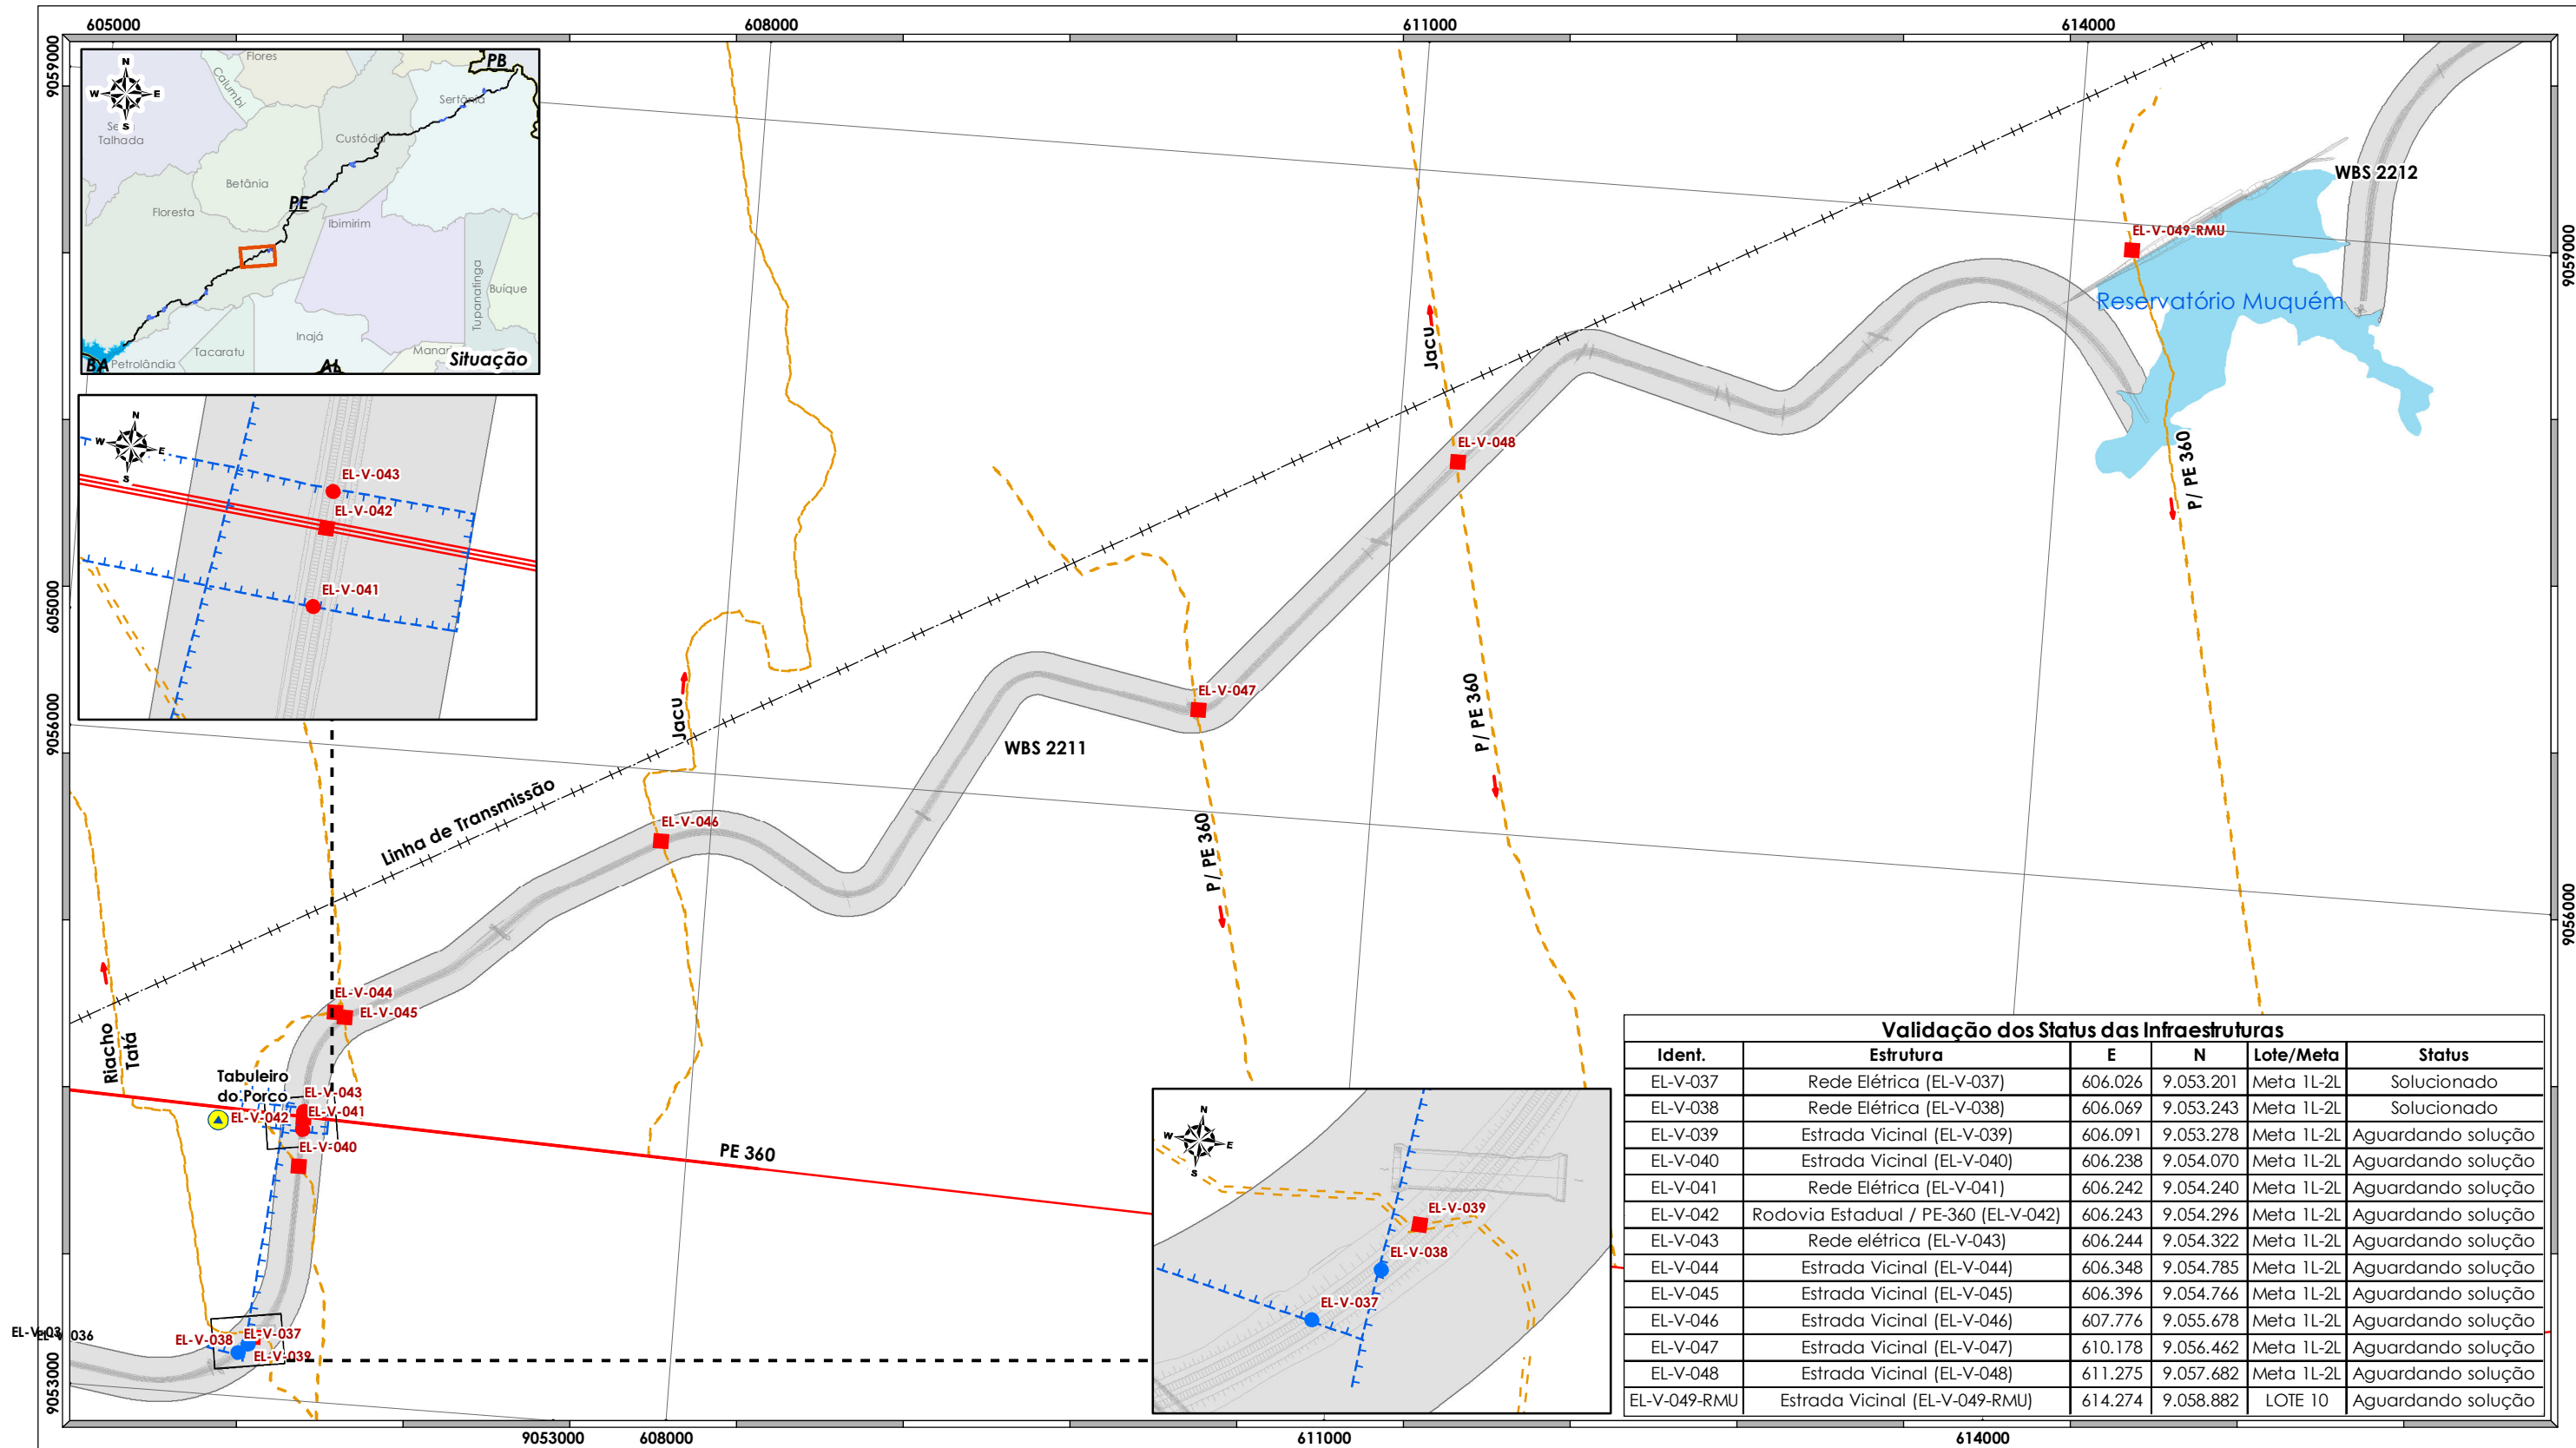 605000
608000
611000
614000
9059000
605000
9056000
9053000
9059000
9056000
9053000
608000
611000
614000
N
W
E
S
Flores
Calumbi
PB
Sertânia
Talhada
Custódia
Betânia
Floresta
PE
Ibimirim
Tupanatinga
Buíque
Inajá
Tacaratu
BA
Petrolândia
AL
Situação
N
W
E
S
EL-V-043
EL-V-042
EL-V-041
WBS 2212
EL-V-049-RMU
Reservatório Muquém
Jacu
EL-V-048
P/ PE 360
EL-V-047
Jacu
P/ PE 360
WBS 2211
Linha de Transmissão
EL-V-046
P/ PE 360
EL-V-044
EL-V-045
Riacho
Tatá
Tabuleiro
do Porco
EL-V-043
EL-V-041
EL-V-042
EL-V-040
PE 360
EL-V-036
EL-V-038
EL-V-037
EL-V-039
N
W
E
S
EL-V-039
EL-V-038
EL-V-037
Validação dos Status das Infraestruturas
Ident. Estrutura E N Lote/Meta Status
EL-V-037 Rede Elétrica (EL-V-037) 606.026 9.053.201 Meta 1L-2L Solucionado
EL-V-038 Rede Elétrica (EL-V-038) 606.069 9.053.243 Meta 1L-2L Solucionado
EL-V-039 Estrada Vicinal (EL-V-039) 606.091 9.053.278 Meta 1L-2L Aguardando solução
EL-V-040 Estrada Vicinal (EL-V-040) 606.238 9.054.070 Meta 1L-2L Aguardando solução
EL-V-041 Rede Elétrica (EL-V-041) 606.242 9.054.240 Meta 1L-2L Aguardando solução
EL-V-042 Rodovia Estadual / PE-360 (EL-V-042) 606.243 9.054.296 Meta 1L-2L Aguardando solução
EL-V-043 Rede elétrica (EL-V-043) 606.244 9.054.322 Meta 1L-2L Aguardando solução
EL-V-044 Estrada Vicinal (EL-V-044) 606.348 9.054.785 Meta 1L-2L Aguardando solução
EL-V-045 Estrada Vicinal (EL-V-045) 606.396 9.054.766 Meta 1L-2L Aguardando solução
EL-V-046 Estrada Vicinal (EL-V-046) 607.776 9.055.678 Meta 1L-2L Aguardando solução
EL-V-047 Estrada Vicinal (EL-V-047) 610.178 9.056.462 Meta 1L-2L Aguardando solução
EL-V-048 Estrada Vicinal (EL-V-048) 611.275 9.057.682 Meta 1L-2L Aguardando solução
EL-V-049-RMU Estrada Vicinal (EL-V-049-RMU) 614.274 9.058.882 LOTE 10 Aguardando solução